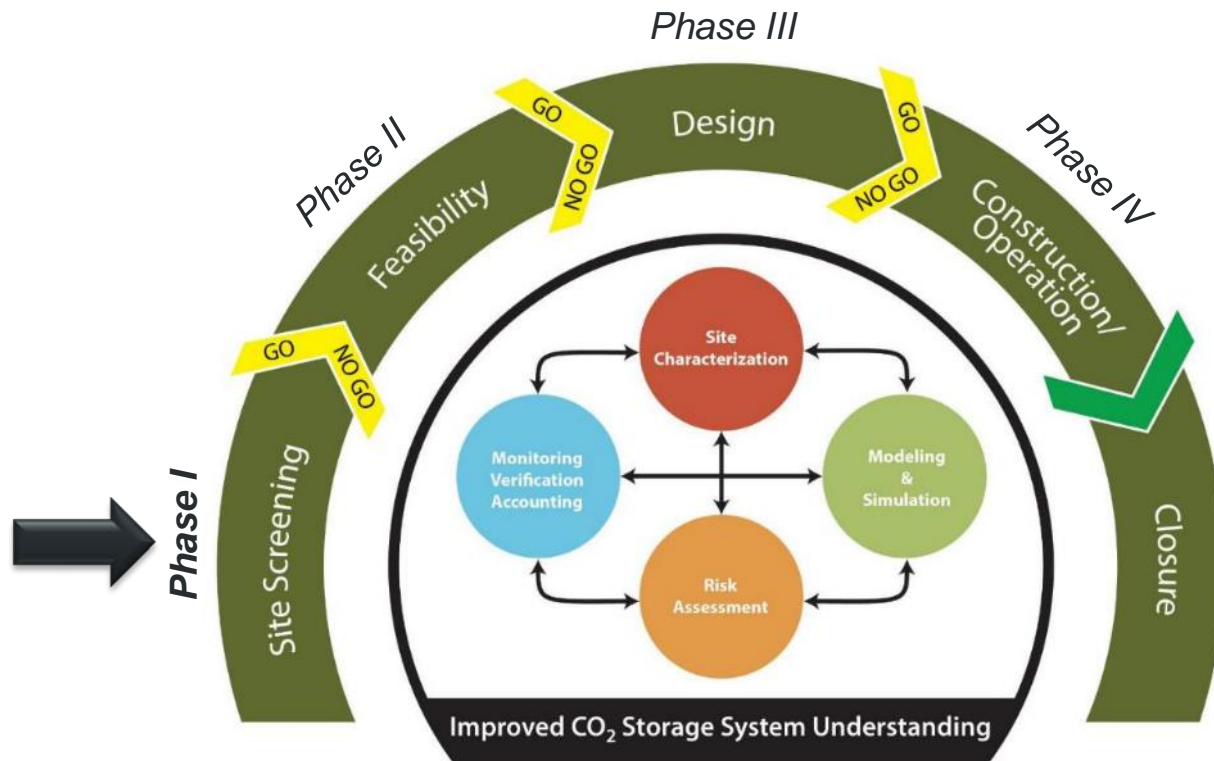 Phase III
Phase II
Phase IV
Phase I
Site Screening
GO
NO GO
Feasibility
GO
NO GO
Design
GO
NO GO
Construction/
Operation
Closure
Site
Characterization
Monitoring
Verification
Accounting
Modeling
&
Simulation
Risk
Assessment
Improved CO₂ Storage System Understanding